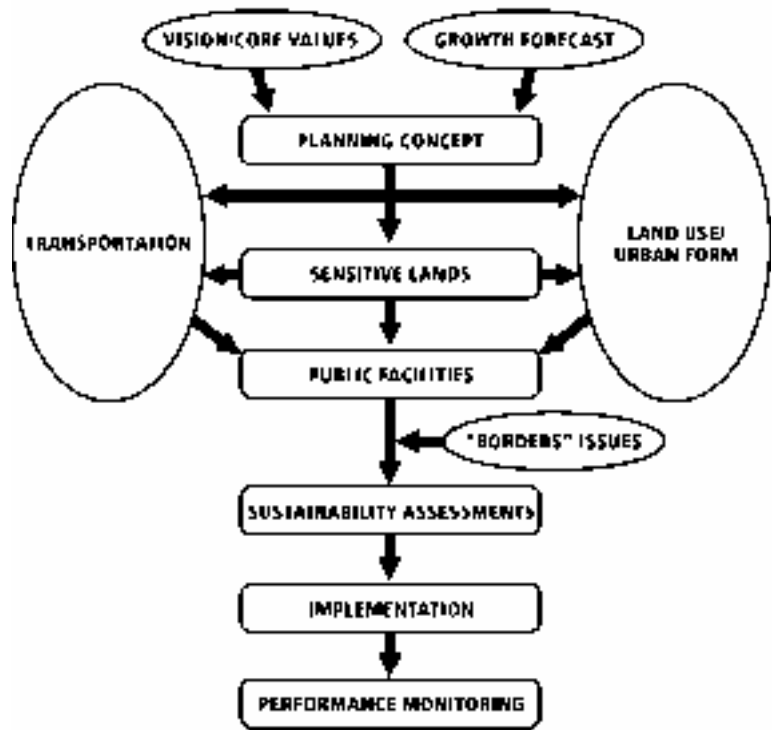 VISION/CORE VALUES
GROWTH FORECAST
PLANNING CONCEPT
TRANSPORTATION
LAND USE/
URBAN FORM
SENSITIVE LANDS
PUBLIC FACILITIES
"BORDERS" ISSUES
SUSTAINABILITY ASSESSMENTS
IMPLEMENTATION
PERFORMANCE MONITORING